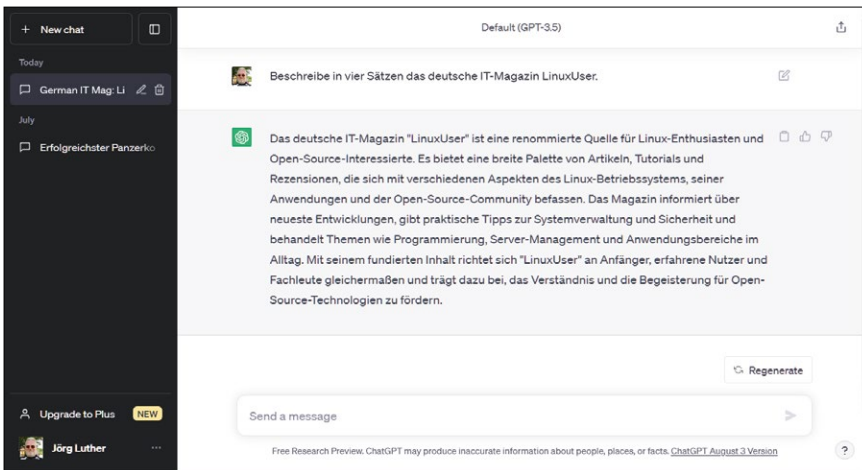 + New chat
Today
German IT Mag: Li
July
Erfolgreichster Panzerko
Upgrade to Plus NEW
Jörg Luther ...
Default (GPT-3.5)
Beschreibe in vier Sätzen das deutsche IT-Magazin LinuxUser.
Das deutsche IT-Magazin "LinuxUser" ist eine renommierte Quelle für Linux-Enthusiasten und
Open-Source-Interessierte. Es bietet eine breite Palette von Artikeln, Tutorials und
Rezensionen, die sich mit verschiedenen Aspekten des Linux-Betriebssystems, seiner
Anwendungen und der Open-Source-Community befassen. Das Magazin informiert über
neueste Entwicklungen, gibt praktische Tipps zur Systemverwaltung und Sicherheit und
behandelt Themen wie Programmierung, Server-Management und Anwendungsbereiche im
Alltag. Mit seinem fundierten Inhalt richtet sich "LinuxUser" an Anfänger, erfahrene Nutzer und
Fachleute gleichermaßen und trägt dazu bei, das Verständnis und die Begeisterung für Open-
Source-Technologien zu fördern.
Regenerate
Send a message
Free Research Preview. ChatGPT may produce inaccurate information about people, places, or facts. ChatGPT August 3 Version
?